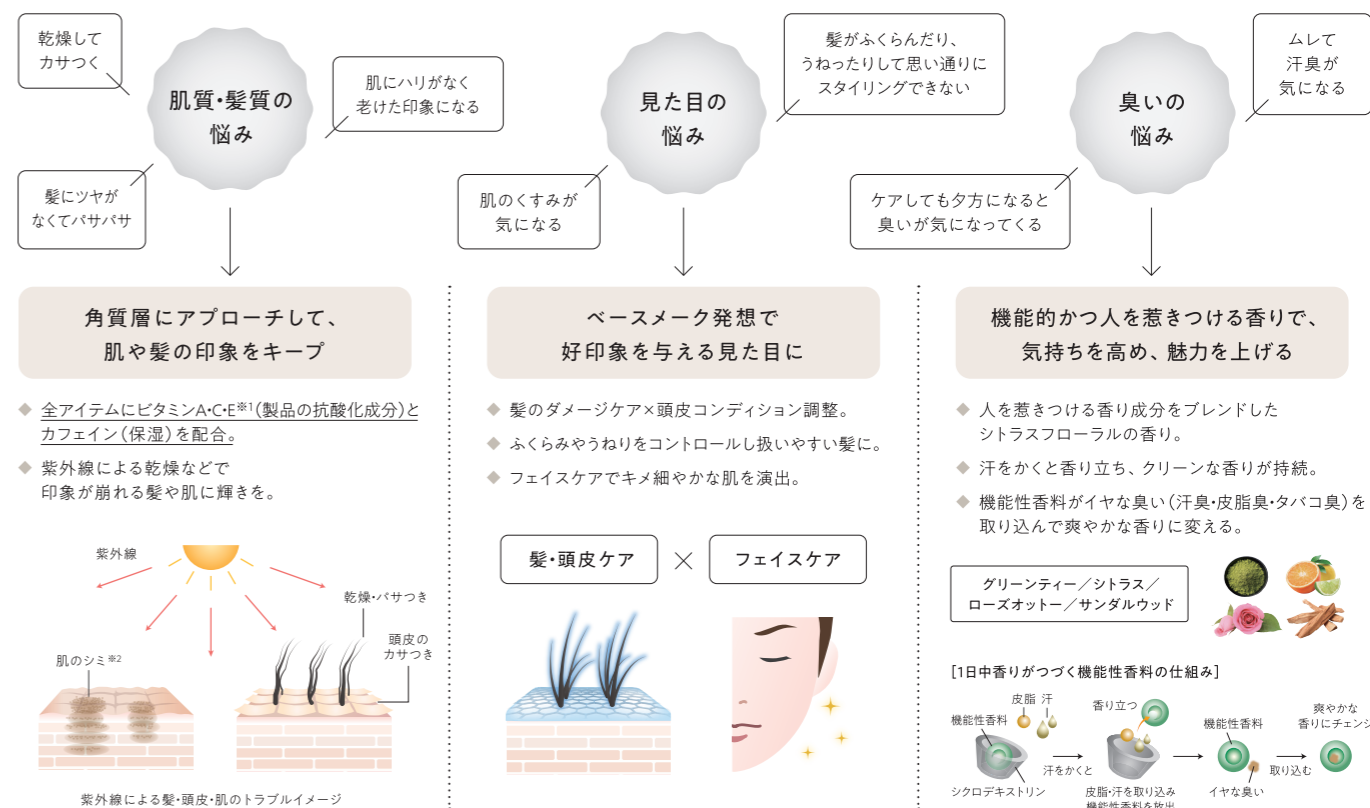 乾燥して
カサつく
肌質・髪質の
悩み
肌にハリがなく
老けた印象になる
髪にツヤが
なくてパサパサ
角質層にアプローチして、
肌や髪の印象をキープ
全アイテムにビタミンA・C・E※1(製品の抗酸化成分)と
カフェイン(保湿)を配合。
紫外線による乾燥などで
印象が崩れる髪や肌に輝きを。
紫外線
乾燥・パサつき
頭皮の
カサつき
肌のシミ※2
紫外線による髪・頭皮・肌のトラブルイメージ
見た目の
悩み
髪がふくらんだり、
うねったりして思い通りに
スタイリングできない
肌のくすみが
気になる
ベースメーク発想で
好印象を与える見た目に
髪のダメージケア×頭皮コンディション調整。
ふくらみやうねりをコントロールし扱いやすい髪に。
フェイスケアでキメ細やかな肌を演出。
髪・頭皮ケア
×
フェイスケア
臭いの
悩み
ムレて
汗臭が
気になる
ケアしても夕方になると
臭いが気になってくる
機能的かつ人を惹きつける香りで、
気持ちを高め、魅力を上げる
人を惹きつける香り成分をブレンドした
シトラスフローラルの香り。
汗をかくと香り立ち、クリーンな香りが持続。
機能性香料がイヤな臭い(汗臭・皮脂臭・タバコ臭)を
取り込んで爽やかな香りに変える。
グリーンティー/シトラス/
ローズオットー/サンダルウッド
[1日中香りがつづく機能性香料の仕組み]
機能性香料
皮脂 汗
シクロデキストリン
汗をかくと
香り立つ
皮脂・汗を取り込み
機能性香料を放出
機能性香料
イヤな臭い
取り込む
爽やかな
香りにチェンジ